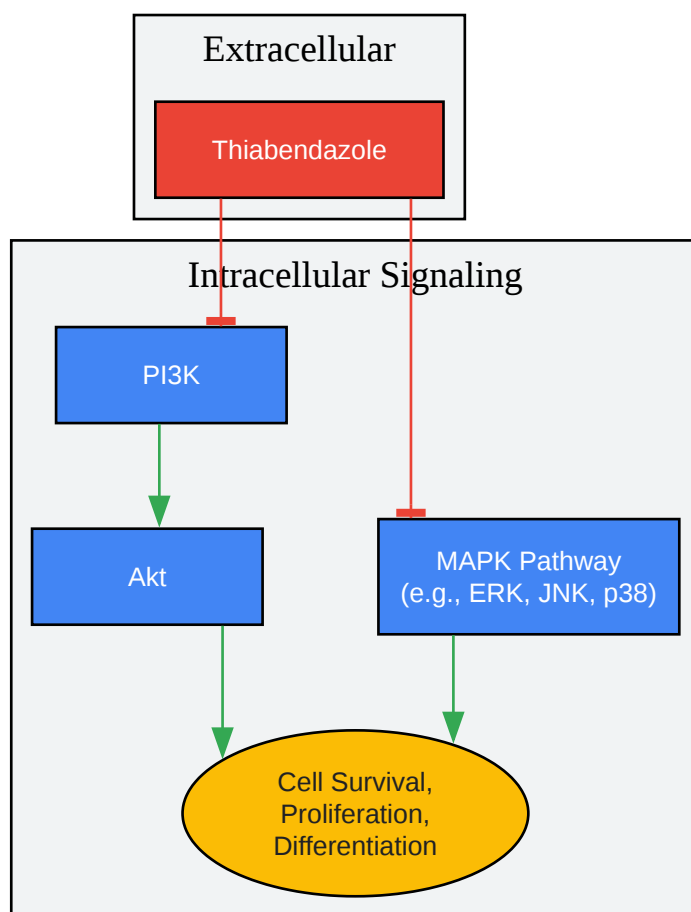 Extracellular
Thiabendazole
Intracellular Signaling
PI3K
Akt
MAPK Pathway
(e.g., ERK, JNK, p38)
Cell Survival,
Proliferation,
Differentiation